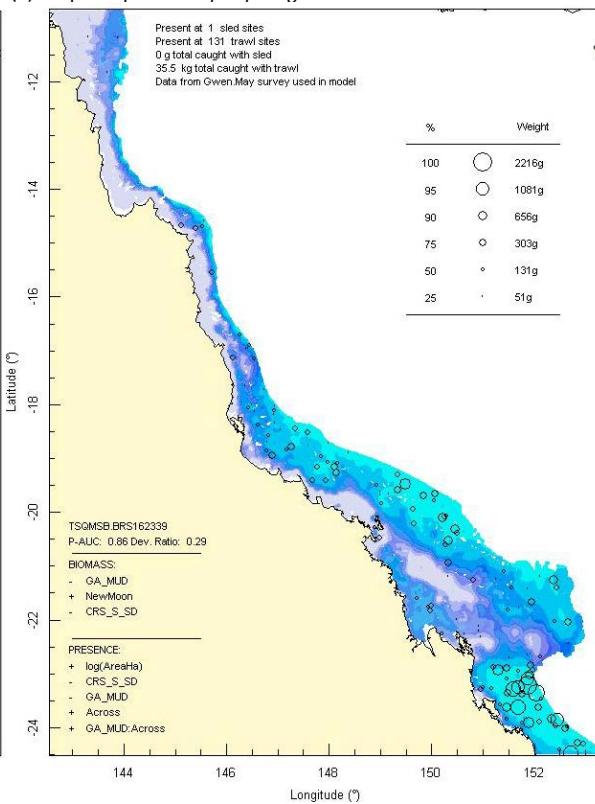 Present at 1 sled sites
Present at 131 trawl sites
0 g total caught with sled
35.5 kg total caught with trawl
Data from Gwen.May survey used in model
% Weight
100 2216g
95 1081g
90 656g
75 303g
50 131g
25 51g
-12
-14
-16
-18
-20
-22
-24
Latitude (°)
TSQMSB.BRS162339
P-AUC: 0.86 Dev. Ratio: 0.29
BIOMASS:
- GA_MUD
+ NewMoon
- CRS_S_SD
PRESENCE:
+ log(AreaHa)
- CRS_S_SD
- GA_MUD
+ Across
+ GA_MUD:Across
144 146 148 150 152
Longitude (°)